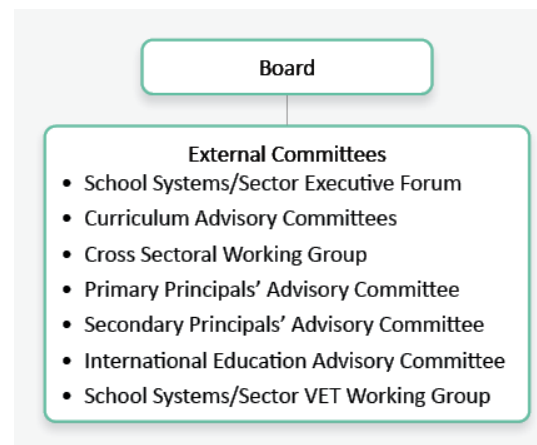 Board
External Committees
• School Systems/Sector Executive Forum
• Curriculum Advisory Committees
• Cross Sectoral Working Group
• Primary Principals’ Advisory Committee
• Secondary Principals’ Advisory Committee
• International Education Advisory Committee
• School Systems/Sector VET Working Group